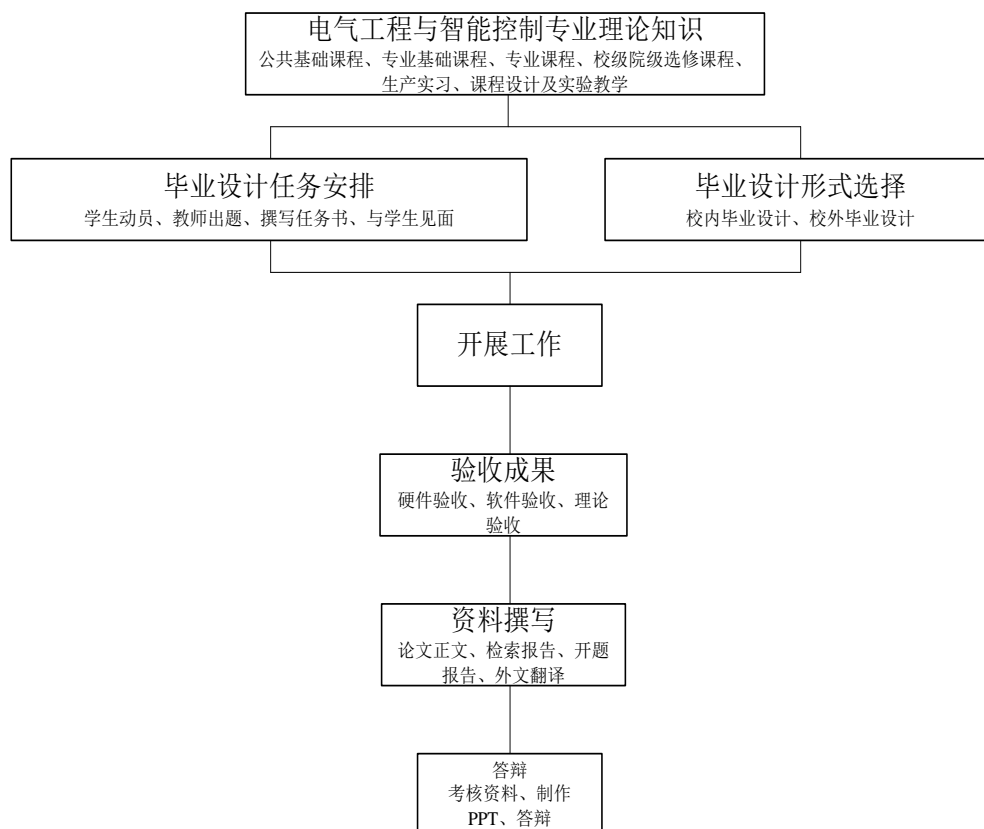 电气工程与智能控制专业理论知识
公共基础课程、专业基础课程、专业课程、校级院级选修课程、
生产实习、课程设计及实验教学
毕业设计任务安排
学生动员、教师出题、撰写任务书、与学生见面
毕业设计形式选择
校内毕业设计、校外毕业设计
开展工作
验收成果
硬件验收、软件验收、理论
验收
资料撰写
论文正文、检索报告、开题
报告、外文翻译
答辩
考核资料、制作
PPT、答辩